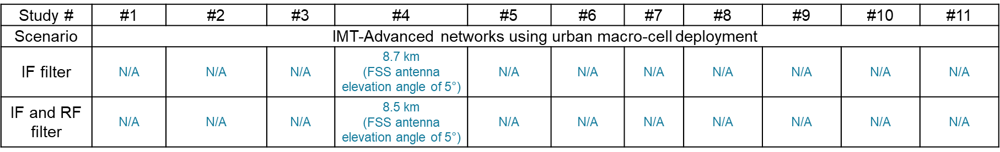 Study # #1 #2 #3 #4 #5 #6 #7 #8 #9 #10 #11
Scenario IMT-Advanced networks using urban macro-cell deployment
IF filter N/A N/A N/A 8.7 km
(FSS antenna
elevation angle of 5°) N/A N/A N/A N/A N/A N/A N/A
IF and RF
filter N/A N/A N/A 8.5 km
(FSS antenna
elevation angle of 5°) N/A N/A N/A N/A N/A N/A N/A